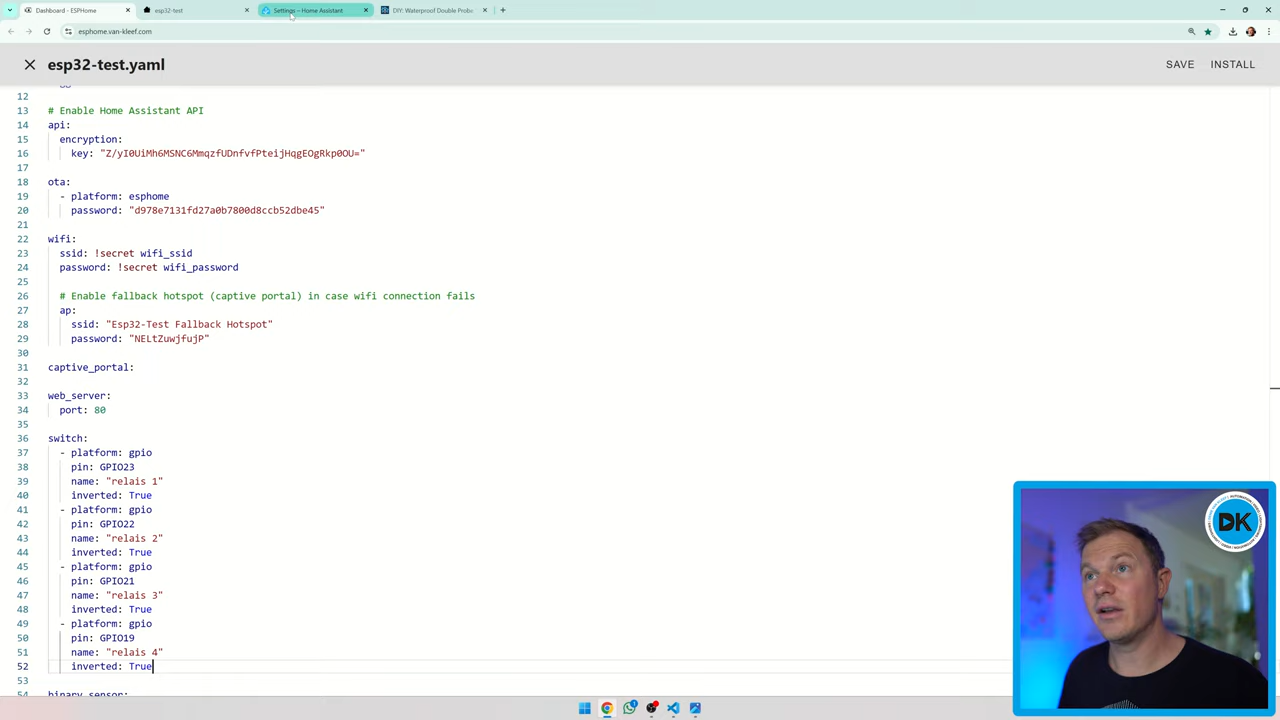 Dashboard - ESPHome
esp32-test
Settings – Home Assistant
DIY: Waterproof Double Probe
esphome.van-kleef.com
esp32-test.yaml
SAVE
INSTALL
12
13 # Enable Home Assistant API
14 api:
15 encryption:
16 key: "Z/yI0UiMh6MSNC6MmqzfUDnfvfPteijHqgEOgRkp0OU="
17
18 ota:
19 - platform: esphome
20 password: "d978e7131fd27a0b7800d8ccb52dbe45"
21
22 wifi:
23 ssid: !secret wifi_ssid
24 password: !secret wifi_password
25
26 # Enable fallback hotspot (captive portal) in case wifi connection fails
27 ap:
28 ssid: "Esp32-Test Fallback Hotspot"
29 password: "NELtZuwjfujP"
30
31 captive_portal:
32
33 web_server:
34 port: 80
35
36 switch:
37 - platform: gpio
38 pin: GPIO23
39 name: "relais 1"
40 inverted: True
41 - platform: gpio
42 pin: GPIO22
43 name: "relais 2"
44 inverted: True
45 - platform: gpio
46 pin: GPIO21
47 name: "relais 3"
48 inverted: True
49 - platform: gpio
50 pin: GPIO19
51 name: "relais 4"
52 inverted: True
53
54 binary_sensor:
DK